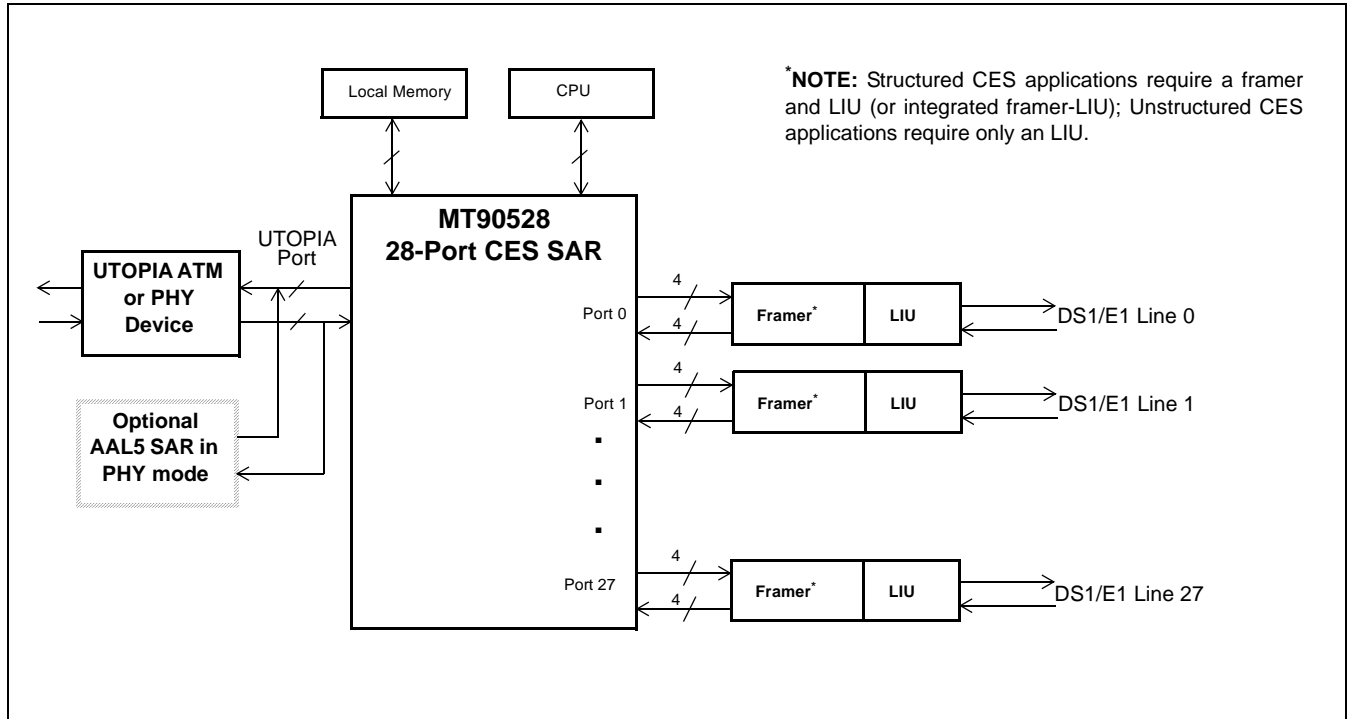 Local Memory
CPU
*NOTE: Structured CES applications require a framer
and LIU (or integrated framer-LIU); Unstructured CES
applications require only an LIU.
MT90528
28-Port CES SAR
UTOPIA
Port
UTOPIA ATM
or PHY
Device
Optional
AAL5 SAR in
PHY mode
Port 0
4
4
Framer*
LIU
DS1/E1 Line 0
Port 1
4
4
Framer*
LIU
DS1/E1 Line 1
Port 27
4
4
Framer*
LIU
DS1/E1 Line 27